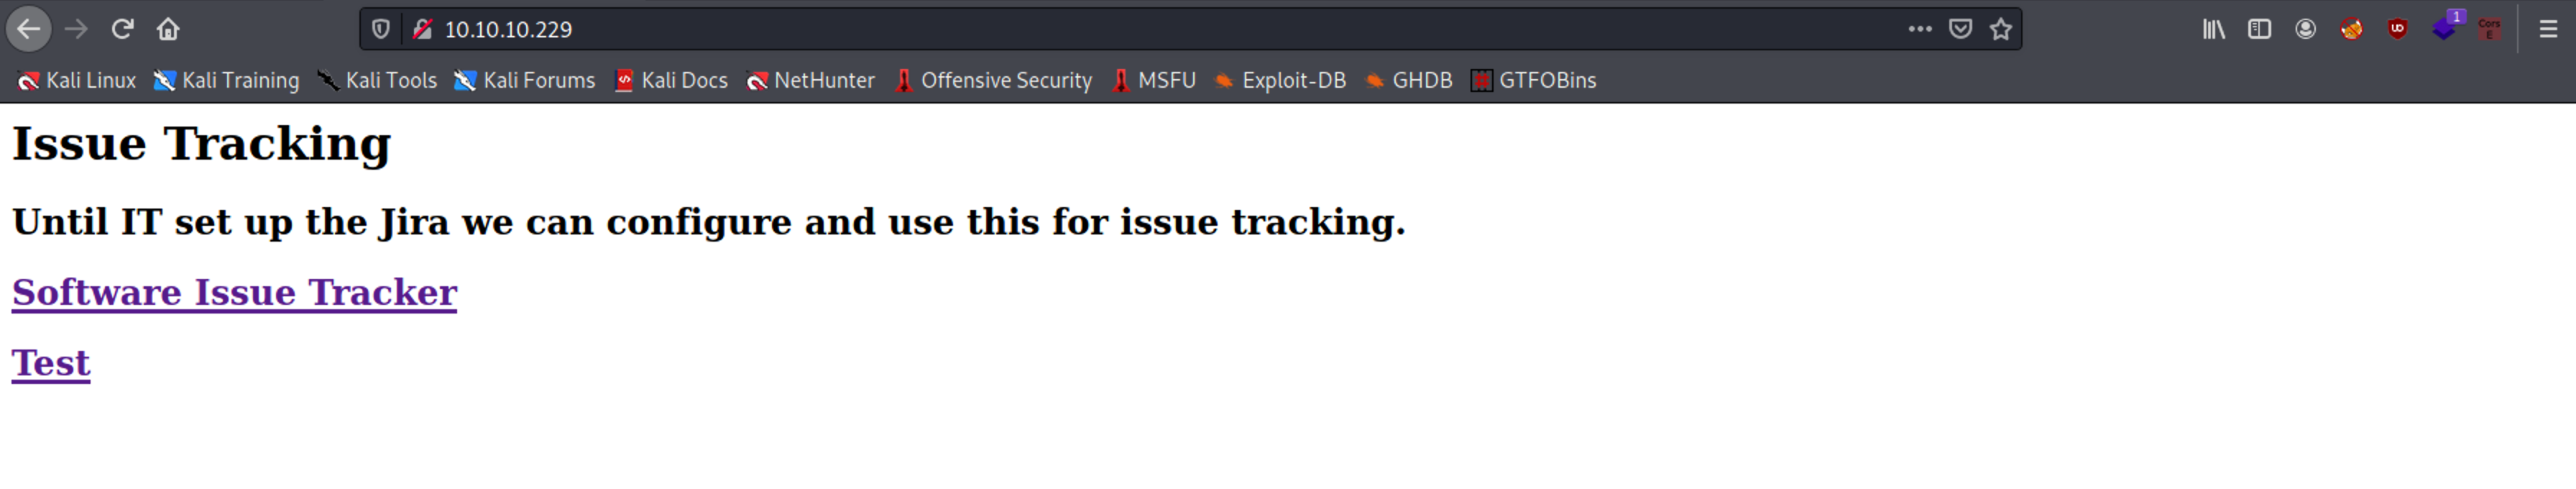 10.10.10.229
1
Cors
E
Kali Linux Kali Training Kali Tools Kali Forums Kali Docs NetHunter Offensive Security MSFU Exploit-DB GHDB GTFOBins
Issue Tracking
Until IT set up the Jira we can configure and use this for issue tracking.
Software Issue Tracker
Test